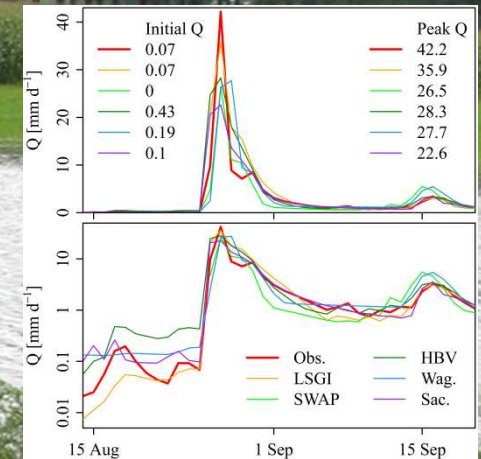 40
30
20
10
0
Q [mm d⁻¹]
Initial Q
0.07
0.07
0
0.43
0.19
0.1
Peak Q
42.2
35.9
26.5
28.3
27.7
22.6
10
1
0.1
0.01
Q [mm d⁻¹]
Obs.
LSGI
SWAP
HBV
Wag.
Sac.
15 Aug
1 Sep
15 Sep